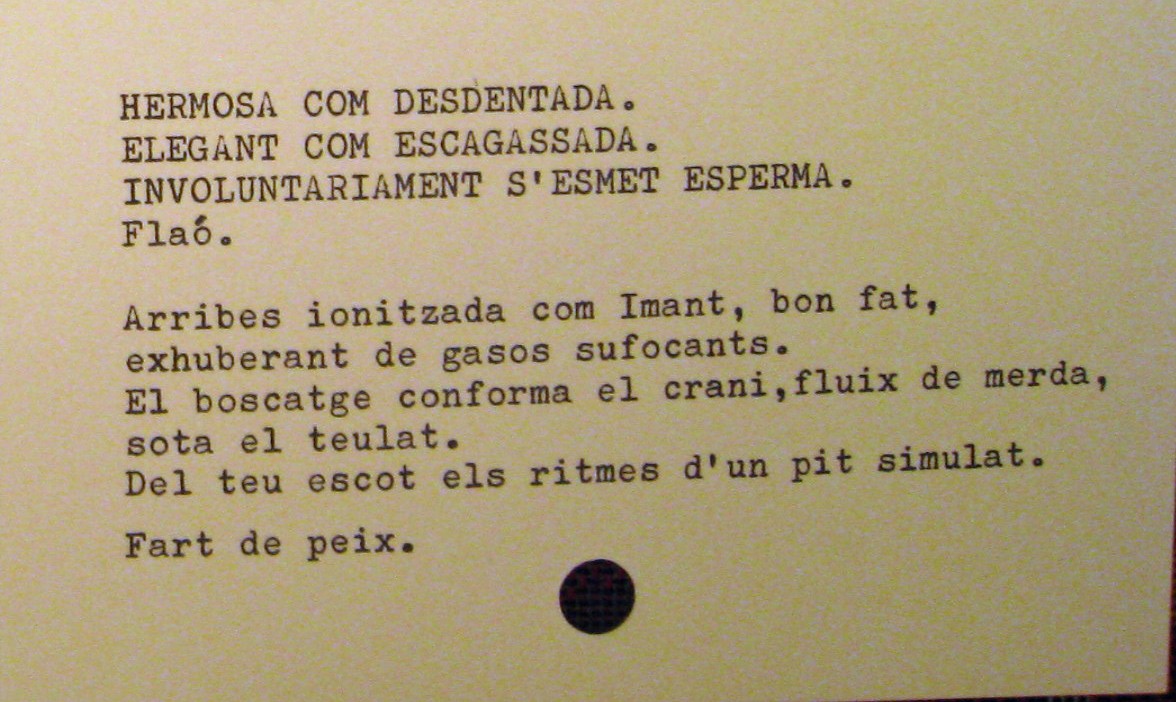 HERMOSA COM DESDENTADA.
ELEGANT COM ESCAGASSADA.
INVOLUNTARIAMENT S'ESMET ESPERMA.
Flaó.
Arribes ionitzada com Imant, bon fat,
exhuberant de gasos sufocants.
El boscatge conforma el crani,fluix de merda,
sota el teulat.
Del teu escot els ritmes d'un pit simulat.
Fart de peix.